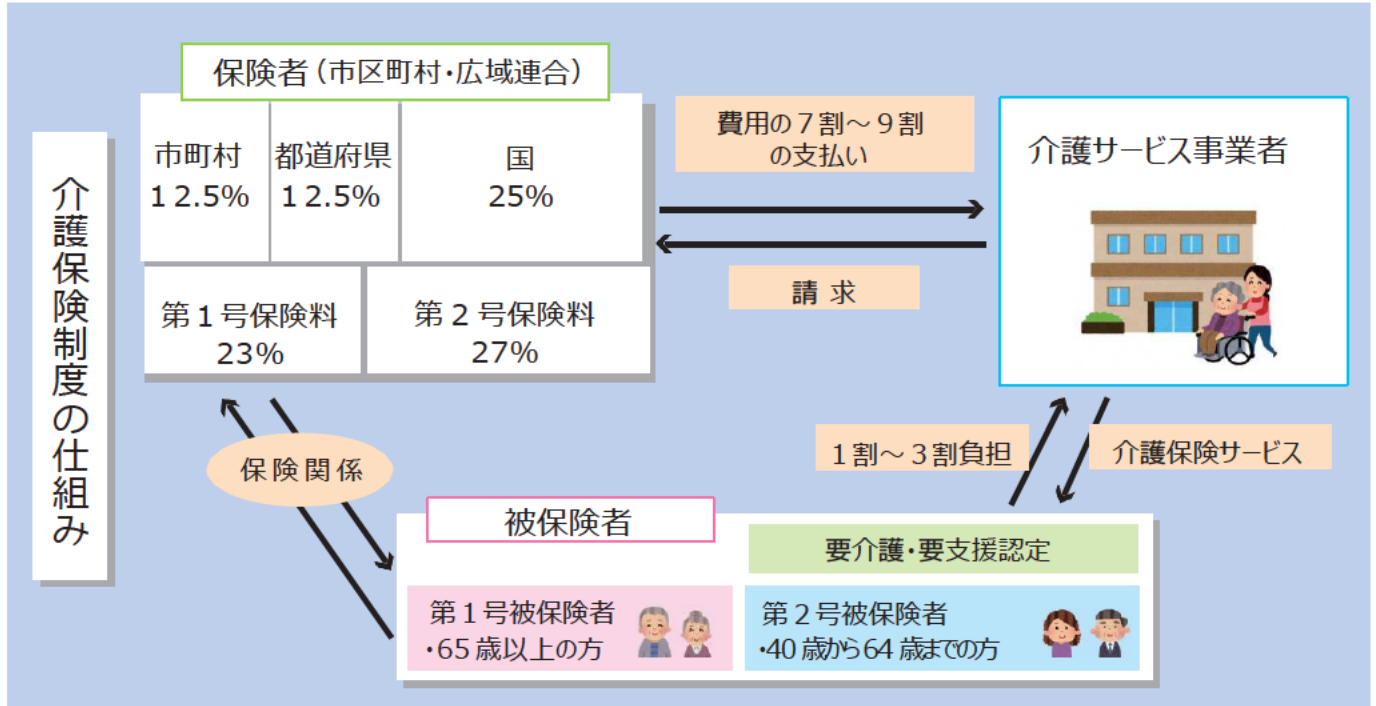 介護保険制度の仕組み
保険者（市区町村・広域連合）
市町村
12.5%
都道府県
12.5%
国
25%
第１号保険料
23%
第２号保険料
27%
費用の７割～９割
の支払い
請 求
介護サービス事業者
保険関係
１割～３割負担
介護保険サービス
被保険者
要介護・要支援認定
第１号被保険者
・65歳以上の方
第２号被保険者
・40歳から64歳までの方